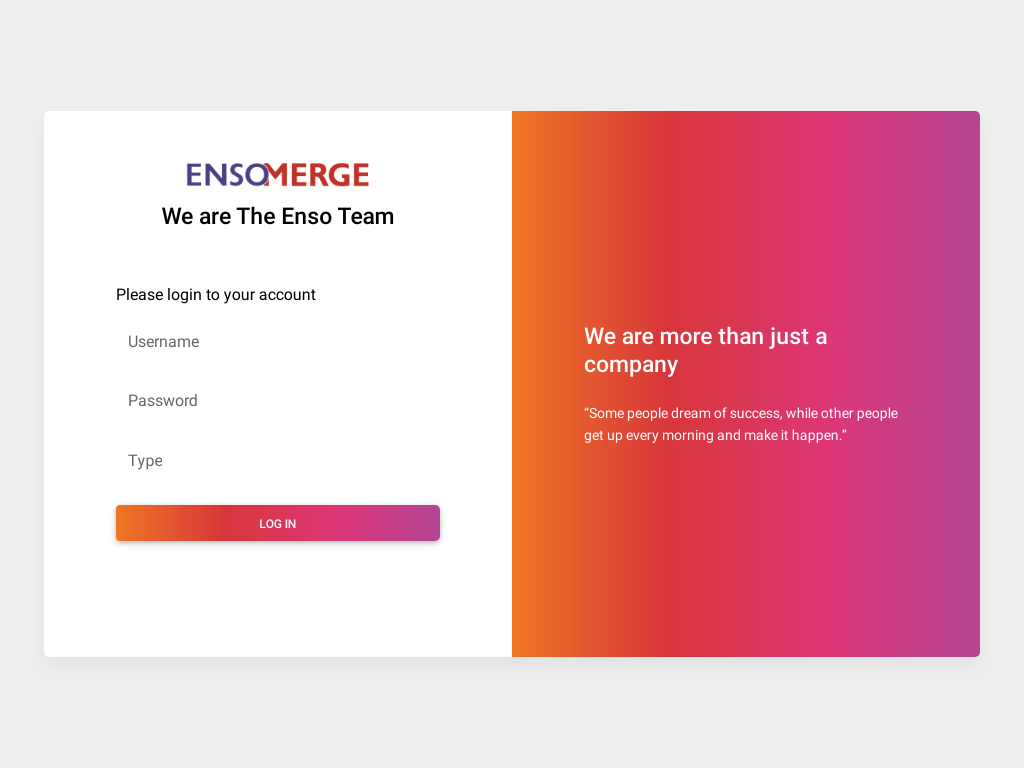 ENSOMERGE
We are The Enso Team
Please login to your account
Username
Password
Type
LOG IN
We are more than just a
company
“Some people dream of success, while other people
get up every morning and make it happen.”